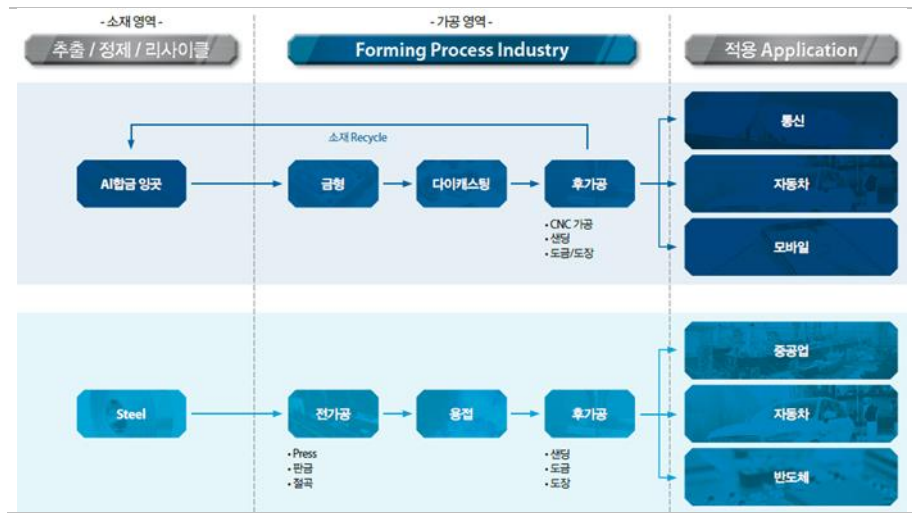 - 소재 영역 -
- 가공 영역 -
추출 / 정제 / 리사이클
Forming Process Industry
적용 Application
소재 Recycle
통신
Al합금 잉곳
금형
다이캐스팅
후가공
자동차
• CNC 가공
• 샌딩
• 도금/도장
모바일
중공업
Steel
전가공
용접
후가공
자동차
• Press
• 판금
• 절곡
• 샌딩
• 도금
• 도장
반도체